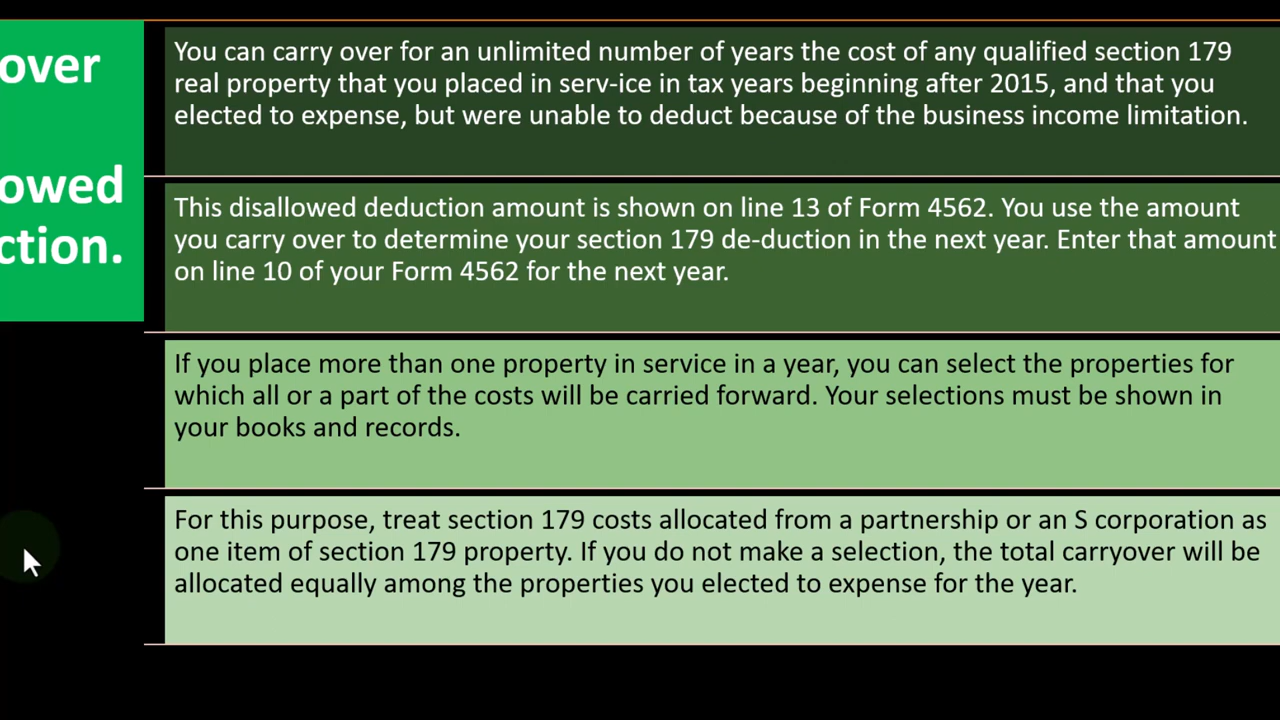 over
owed
ction.
You can carry over for an unlimited number of years the cost of any qualified section 179
real property that you placed in serv-ice in tax years beginning after 2015, and that you
elected to expense, but were unable to deduct because of the business income limitation.
This disallowed deduction amount is shown on line 13 of Form 4562. You use the amount
you carry over to determine your section 179 de-duction in the next year. Enter that amount
on line 10 of your Form 4562 for the next year.
If you place more than one property in service in a year, you can select the properties for
which all or a part of the costs will be carried forward. Your selections must be shown in
your books and records.
For this purpose, treat section 179 costs allocated from a partnership or an S corporation as
one item of section 179 property. If you do not make a selection, the total carryover will be
allocated equally among the properties you elected to expense for the year.